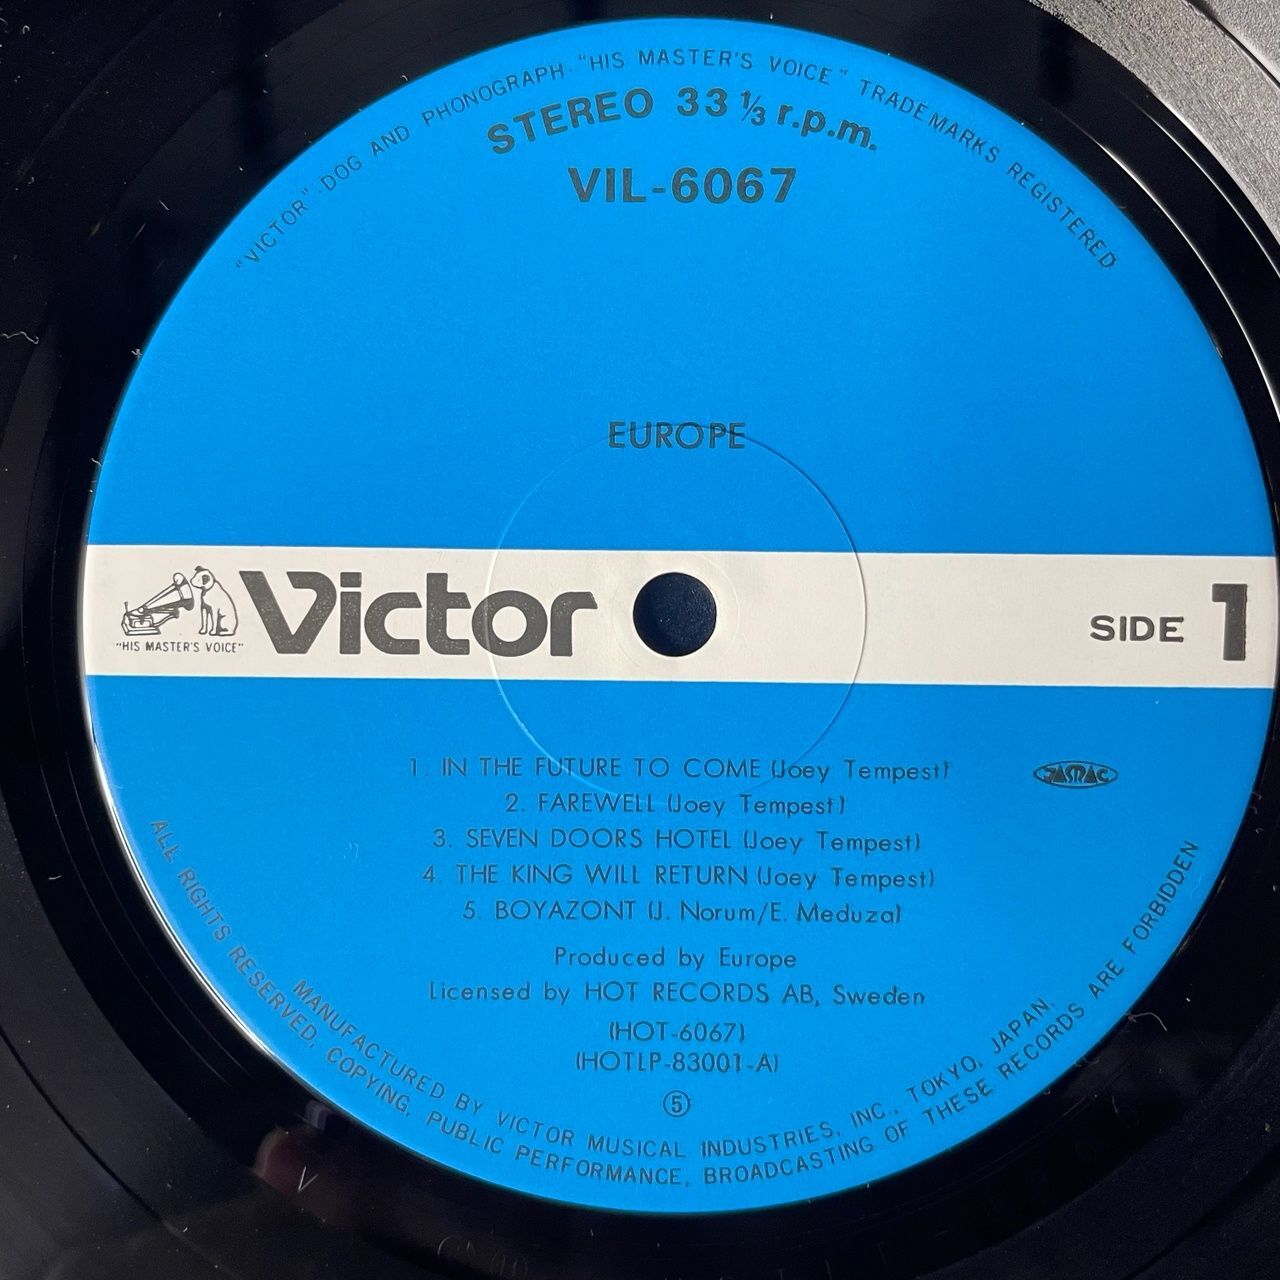 "VICTOR" · DOG AND PHONOGRAPH · "HIS MASTER'S VOICE" TRADE MARKS REGISTERED
STEREO 33 1/3 r.p.m.
VIL-6067
EUROPE
"HIS MASTER'S VOICE"
Victor
SIDE 1
1. IN THE FUTURE TO COME (Joey Tempest)
JASRAC
2. FAREWELL (Joey Tempest)
3. SEVEN DOORS HOTEL (Joey Tempest)
4. THE KING WILL RETURN (Joey Tempest)
5. BOYAZONT (J. Norum/E. Meduza)
Produced by Europe
Licensed by HOT RECORDS AB, Sweden
(HOT-6067)
(HOTLP-83001-A)
⑤
MANUFACTURED BY VICTOR MUSICAL INDUSTRIES, INC., TOKYO, JAPAN.
ALL RIGHTS RESERVED. COPYING, PUBLIC PERFORMANCE, BROADCASTING OF THESE RECORDS ARE FORBIDDEN